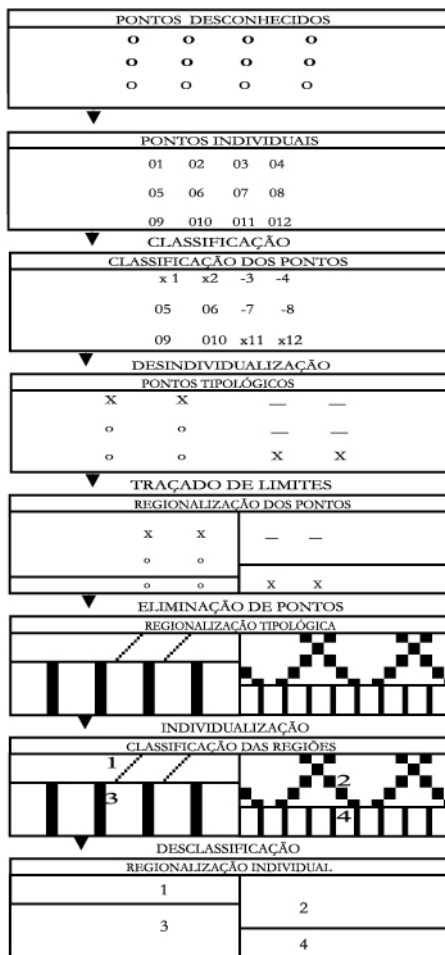 PONTOS DESCONHECIDOS
o o o o
o o o o
o o o o
PONTOS INDIVIDUAIS
01 02 03 04
05 06 07 08
09 010 011 012
CLASSIFICAÇÃO
CLASSIFICAÇÃO DOS PONTOS
x 1 x2 -3 -4
05 06 -7 -8
09 010 x11 x12
DESINDIVIDUALIZAÇÃO
PONTOS TIPOLÓGICOS
X X — —
o o — —
o o X X
TRAÇADO DE LIMITES
REGIONALIZAÇÃO DOS PONTOS
X X — —
o o
o o X X
ELIMINAÇÃO DE PONTOS
REGIONALIZAÇÃO TIPOLÓGICA
INDIVIDUALIZAÇÃO
CLASSIFICAÇÃO DAS REGIÕES
1
2
3
4
DESCLASSIFICAÇÃO
REGIONALIZAÇÃO INDIVIDUAL
1
2
3
4